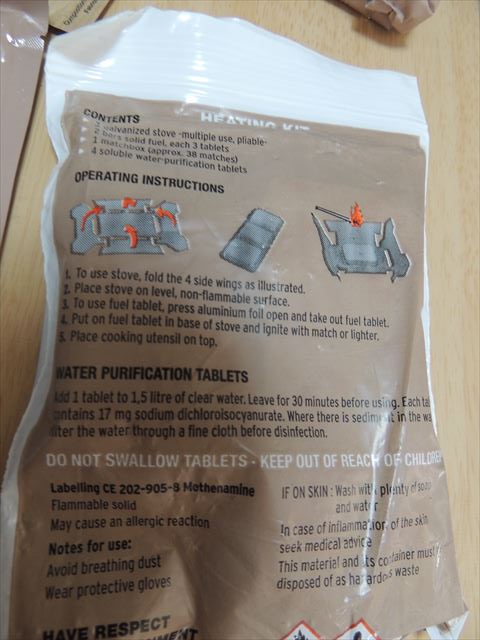 HEATING KIT
CONTENTS
galvanized stove -multiple use, pliable-
2 bars solid fuel, each 3 tablets
1 matchbox (approx. 38 matches)
4 soluble water-purification tablets
OPERATING INSTRUCTIONS
1. To use stove, fold the 4 side wings as illustrated.
2. Place stove on level, non-flammable surface.
3. To use fuel tablet, press aluminium foil open and take out fuel tablet.
4. Put on fuel tablet in base of stove and ignite with match or lighter.
5. Place cooking utensil on top.
WATER PURIFICATION TABLETS
Add 1 tablet to 1,5 litre of clear water. Leave for 30 minutes before using. Each tab
contains 17 mg sodium dichloroisocyanurate. Where there is sediment in the wa
filter the water through a fine cloth before disinfection.
DO NOT SWALLOW TABLETS - KEEP OUT OF REACH OF CHILDRE
Labelling CE 202-905-8 Methenamine
Flammable solid
May cause an allergic reaction
Notes for use:
Avoid breathing dust
Wear protective gloves
IF ON SKIN : Wash with plenty of soap
and water
In case of inflammation of the skin
seek medical advice
This material and its container must
disposed of as hazardous waste
HAVE RESPECT